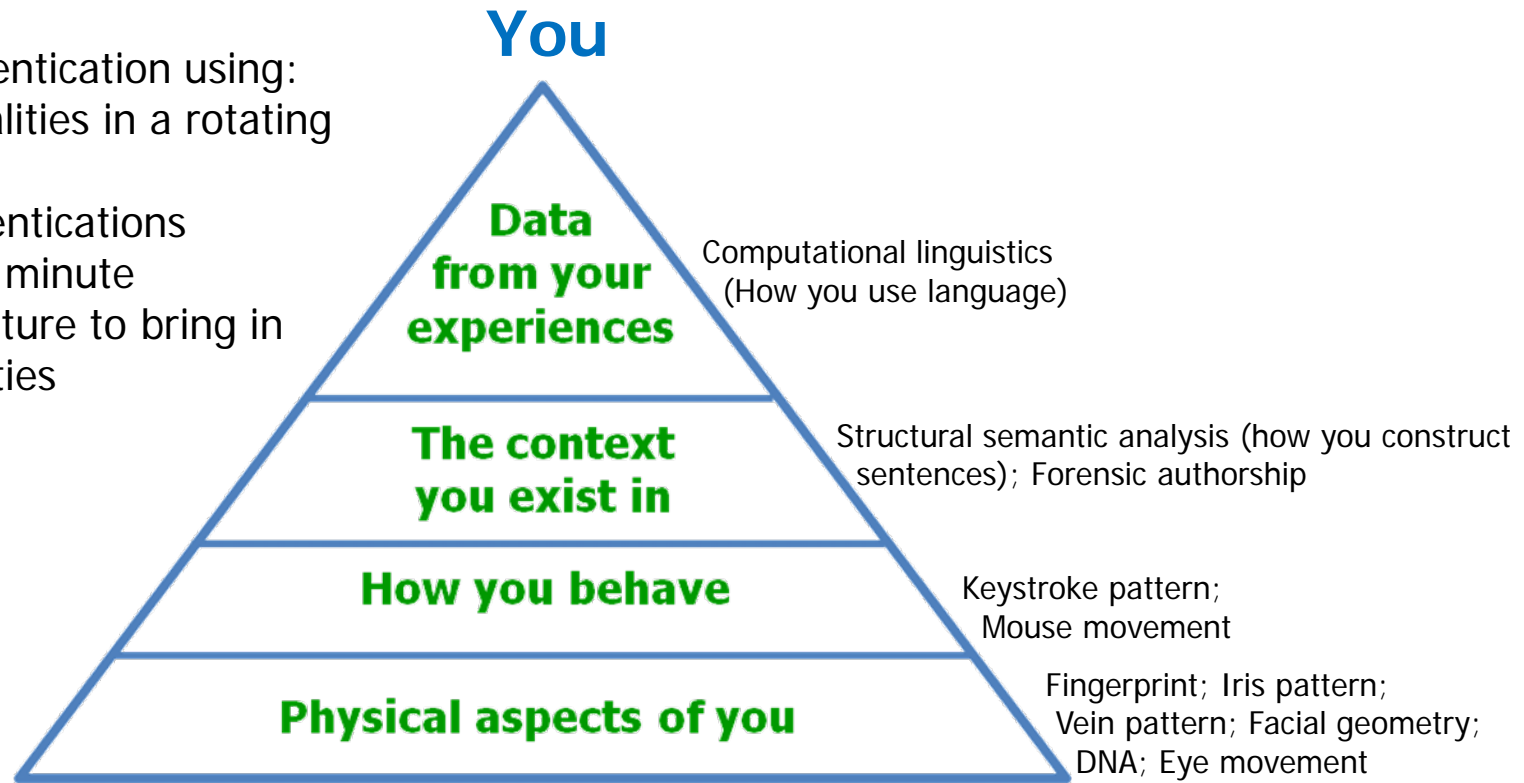 You
entication using:
alities in a rotating
entications
minute
ture to bring in
ties
Data
from your
experiences
Computational linguistics
(How you use language)
The context
you exist in
Structural semantic analysis (how you construct
sentences); Forensic authorship
How you behave
Keystroke pattern;
Mouse movement
Physical aspects of you
Fingerprint; Iris pattern;
Vein pattern; Facial geometry;
DNA; Eye movement